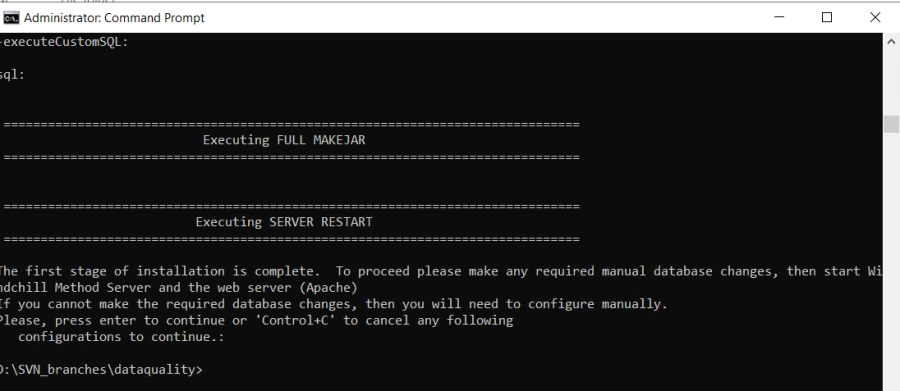 Administrator: Command Prompt
-executeCustomSQL:
sql:
===============================================================================
Executing FULL MAKEJAR
===============================================================================
===============================================================================
Executing SERVER RESTART
===============================================================================
The first stage of installation is complete.  To proceed please make any required manual database changes, then start Wi
ndchill Method Server and the web server (Apache)
If you cannot make the required database changes, then you will need to configure manually.
Please, press enter to continue or 'Control+C' to cancel any following
   configurations to continue.:
D:\SVN_branches\dataquality>